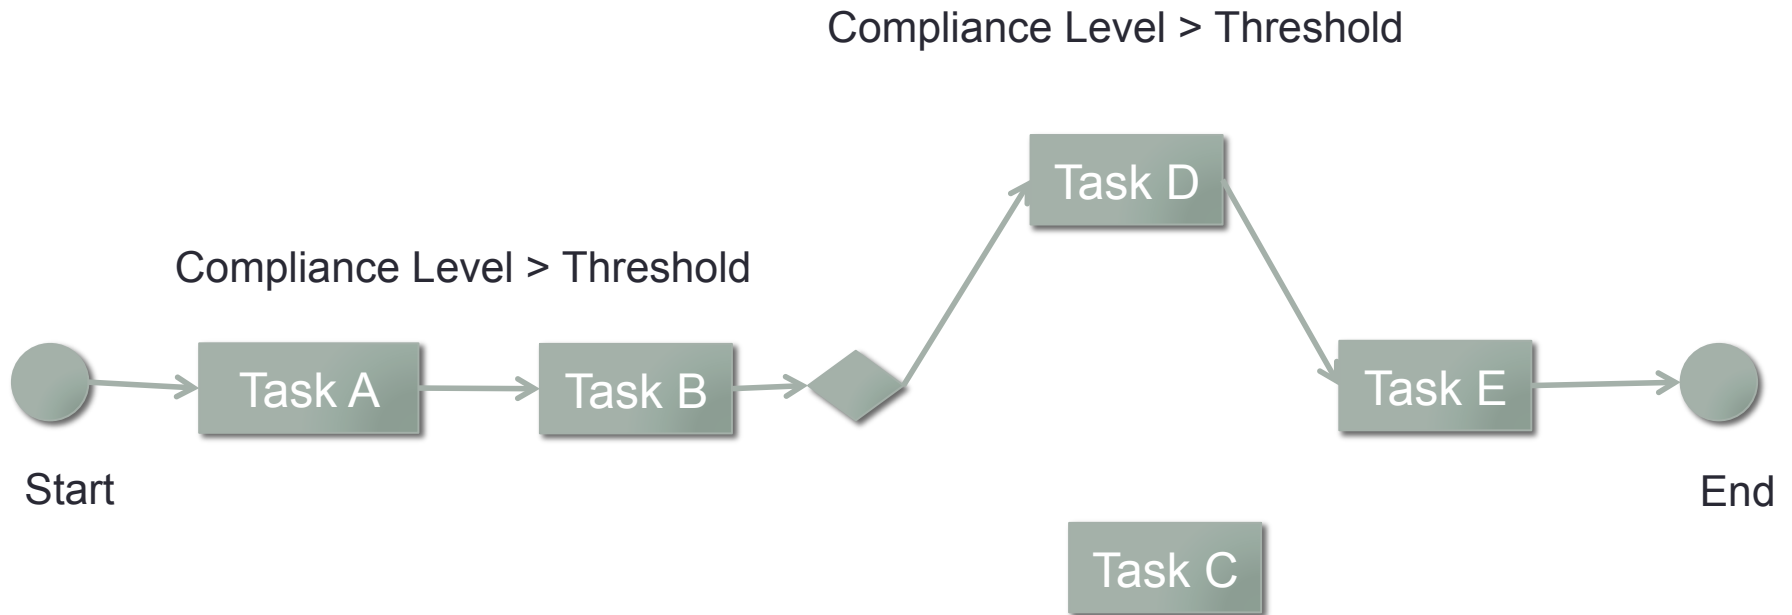 Compliance Level > Threshold
Task D
Compliance Level > Threshold
Task A
Task B
Task E
Start
End
Task C